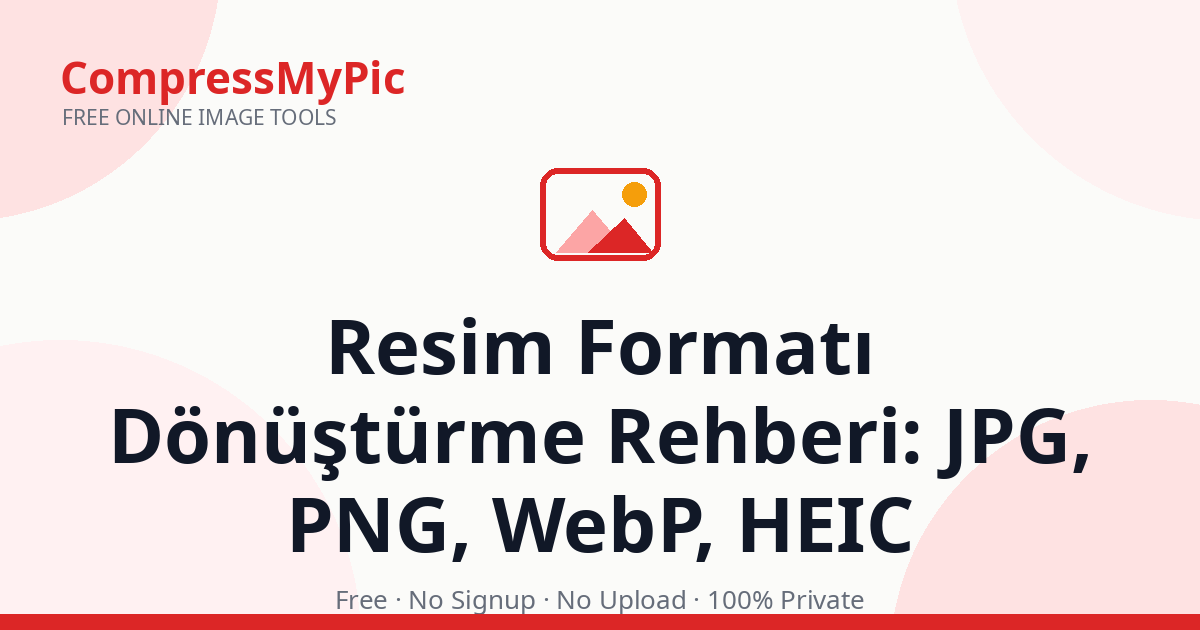 CompressMyPic
FREE ONLINE IMAGE TOOLS
Resim Formatı
Dönüştürme Rehberi: JPG,
PNG, WebP, HEIC
Free · No Signup · No Upload · 100% Private